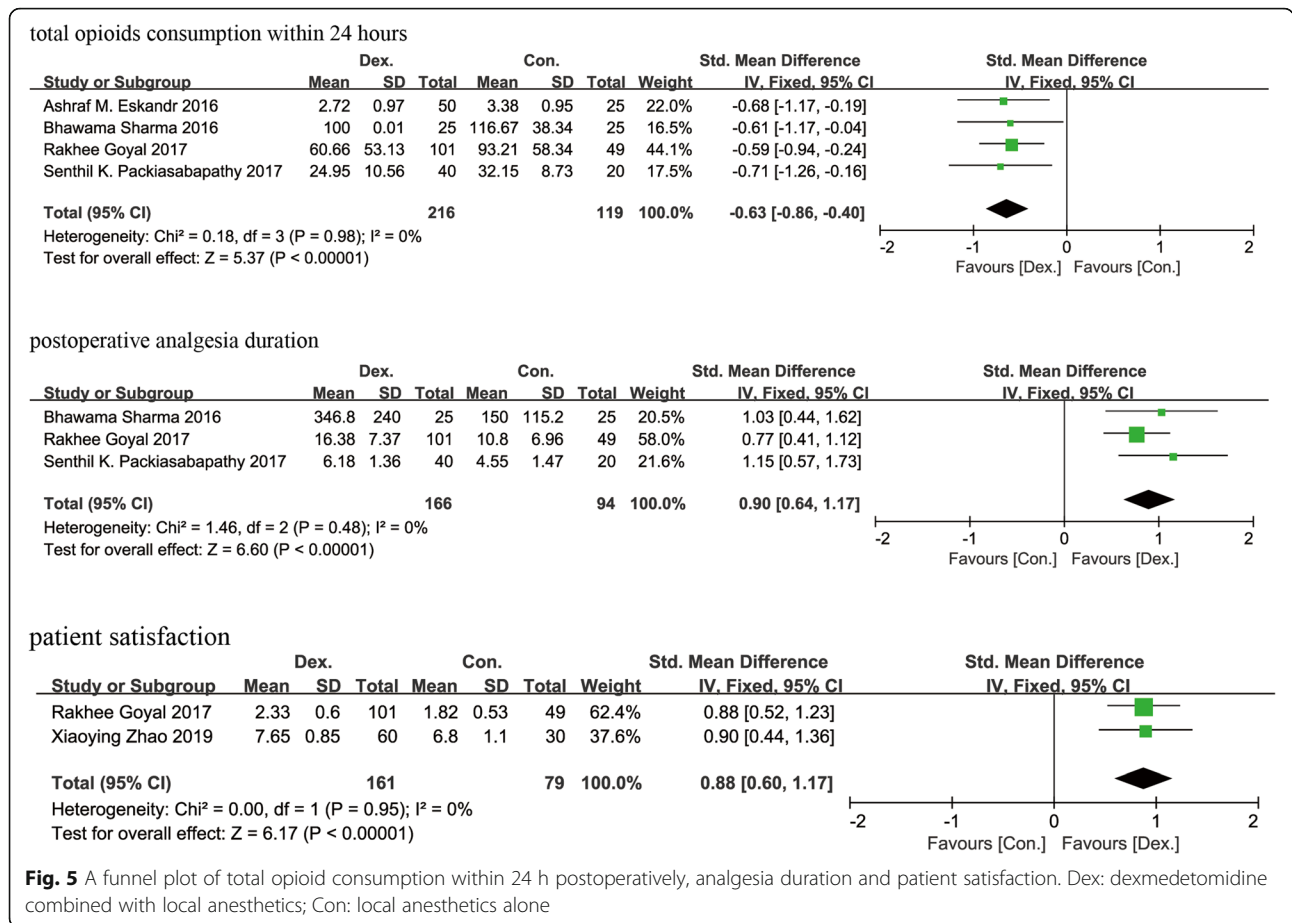 total opioids consumption within 24 hours
Dex. Con. Std. Mean Difference Std. Mean Difference
Study or Subgroup Mean SD Total Mean SD Total Weight IV, Fixed, 95% CI IV, Fixed, 95% CI
Ashraf M. Eskandr 2016 2.72 0.97 50 3.38 0.95 25 22.0% -0.68 [-1.17, -0.19]
Bhawama Sharma 2016 100 0.01 25 116.67 38.34 25 16.5% -0.61 [-1.17, -0.04]
Rakhee Goyal 2017 60.66 53.13 101 93.21 58.34 49 44.1% -0.59 [-0.94, -0.24]
Senthil K. Packiasabapathy 2017 24.95 10.56 40 32.15 8.73 20 17.5% -0.71 [-1.26, -0.16]
Total (95% CI) 216 119 100.0% -0.63 [-0.86, -0.40]
Heterogeneity: Chi² = 0.18, df = 3 (P = 0.98); I² = 0%
Test for overall effect: Z = 5.37 (P < 0.00001)
-2 -1 0 1 2
Favours [Dex.] Favours [Con.]
postoperative analgesia duration
Dex. Con. Std. Mean Difference Std. Mean Difference
Study or Subgroup Mean SD Total Mean SD Total Weight IV, Fixed, 95% CI IV, Fixed, 95% CI
Bhawama Sharma 2016 346.8 240 25 150 115.2 25 20.5% 1.03 [0.44, 1.62]
Rakhee Goyal 2017 16.38 7.37 101 10.8 6.96 49 58.0% 0.77 [0.41, 1.12]
Senthil K. Packiasabapathy 2017 6.18 1.36 40 4.55 1.47 20 21.6% 1.15 [0.57, 1.73]
Total (95% CI) 166 94 100.0% 0.90 [0.64, 1.17]
Heterogeneity: Chi² = 1.46, df = 2 (P = 0.48); I² = 0%
Test for overall effect: Z = 6.60 (P < 0.00001)
-2 -1 0 1 2
Favours [Con.] Favours [Dex.]
patient satisfaction
Dex. Con. Std. Mean Difference Std. Mean Difference
Study or Subgroup Mean SD Total Mean SD Total Weight IV, Fixed, 95% CI IV, Fixed, 95% CI
Rakhee Goyal 2017 2.33 0.6 101 1.82 0.53 49 62.4% 0.88 [0.52, 1.23]
Xiaoying Zhao 2019 7.65 0.85 60 6.8 1.1 30 37.6% 0.90 [0.44, 1.36]
Total (95% CI) 161 79 100.0% 0.88 [0.60, 1.17]
Heterogeneity: Chi² = 0.00, df = 1 (P = 0.95); I² = 0%
Test for overall effect: Z = 6.17 (P < 0.00001)
-2 -1 0 1 2
Favours [Con.] Favours [Dex.]
Fig. 5 A funnel plot of total opioid consumption within 24 h postoperatively, analgesia duration and patient satisfaction. Dex: dexmedetomidine
combined with local anesthetics; Con: local anesthetics alone